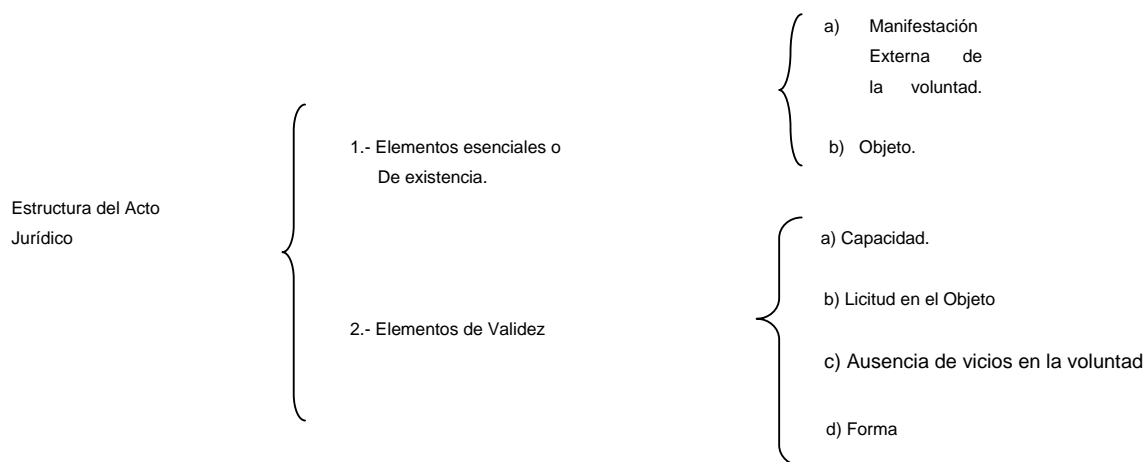 Estructura del Acto
Jurídico
1.- Elementos esenciales o
De existencia.
a) Manifestación
Externa de
la voluntad.
b) Objeto.
2.- Elementos de Validez
a) Capacidad.
b) Licitud en el Objeto
c) Ausencia de vicios en la voluntad
d) Forma